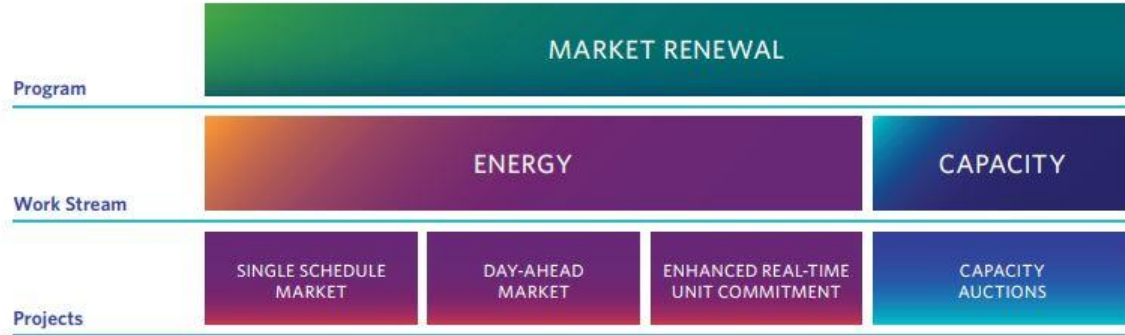 MARKET RENEWAL
Program
ENERGY
CAPACITY
Work Stream
SINGLE SCHEDULE
MARKET
DAY-AHEAD
MARKET
ENHANCED REAL-TIME
UNIT COMMITMENT
CAPACITY
AUCTIONS
Projects